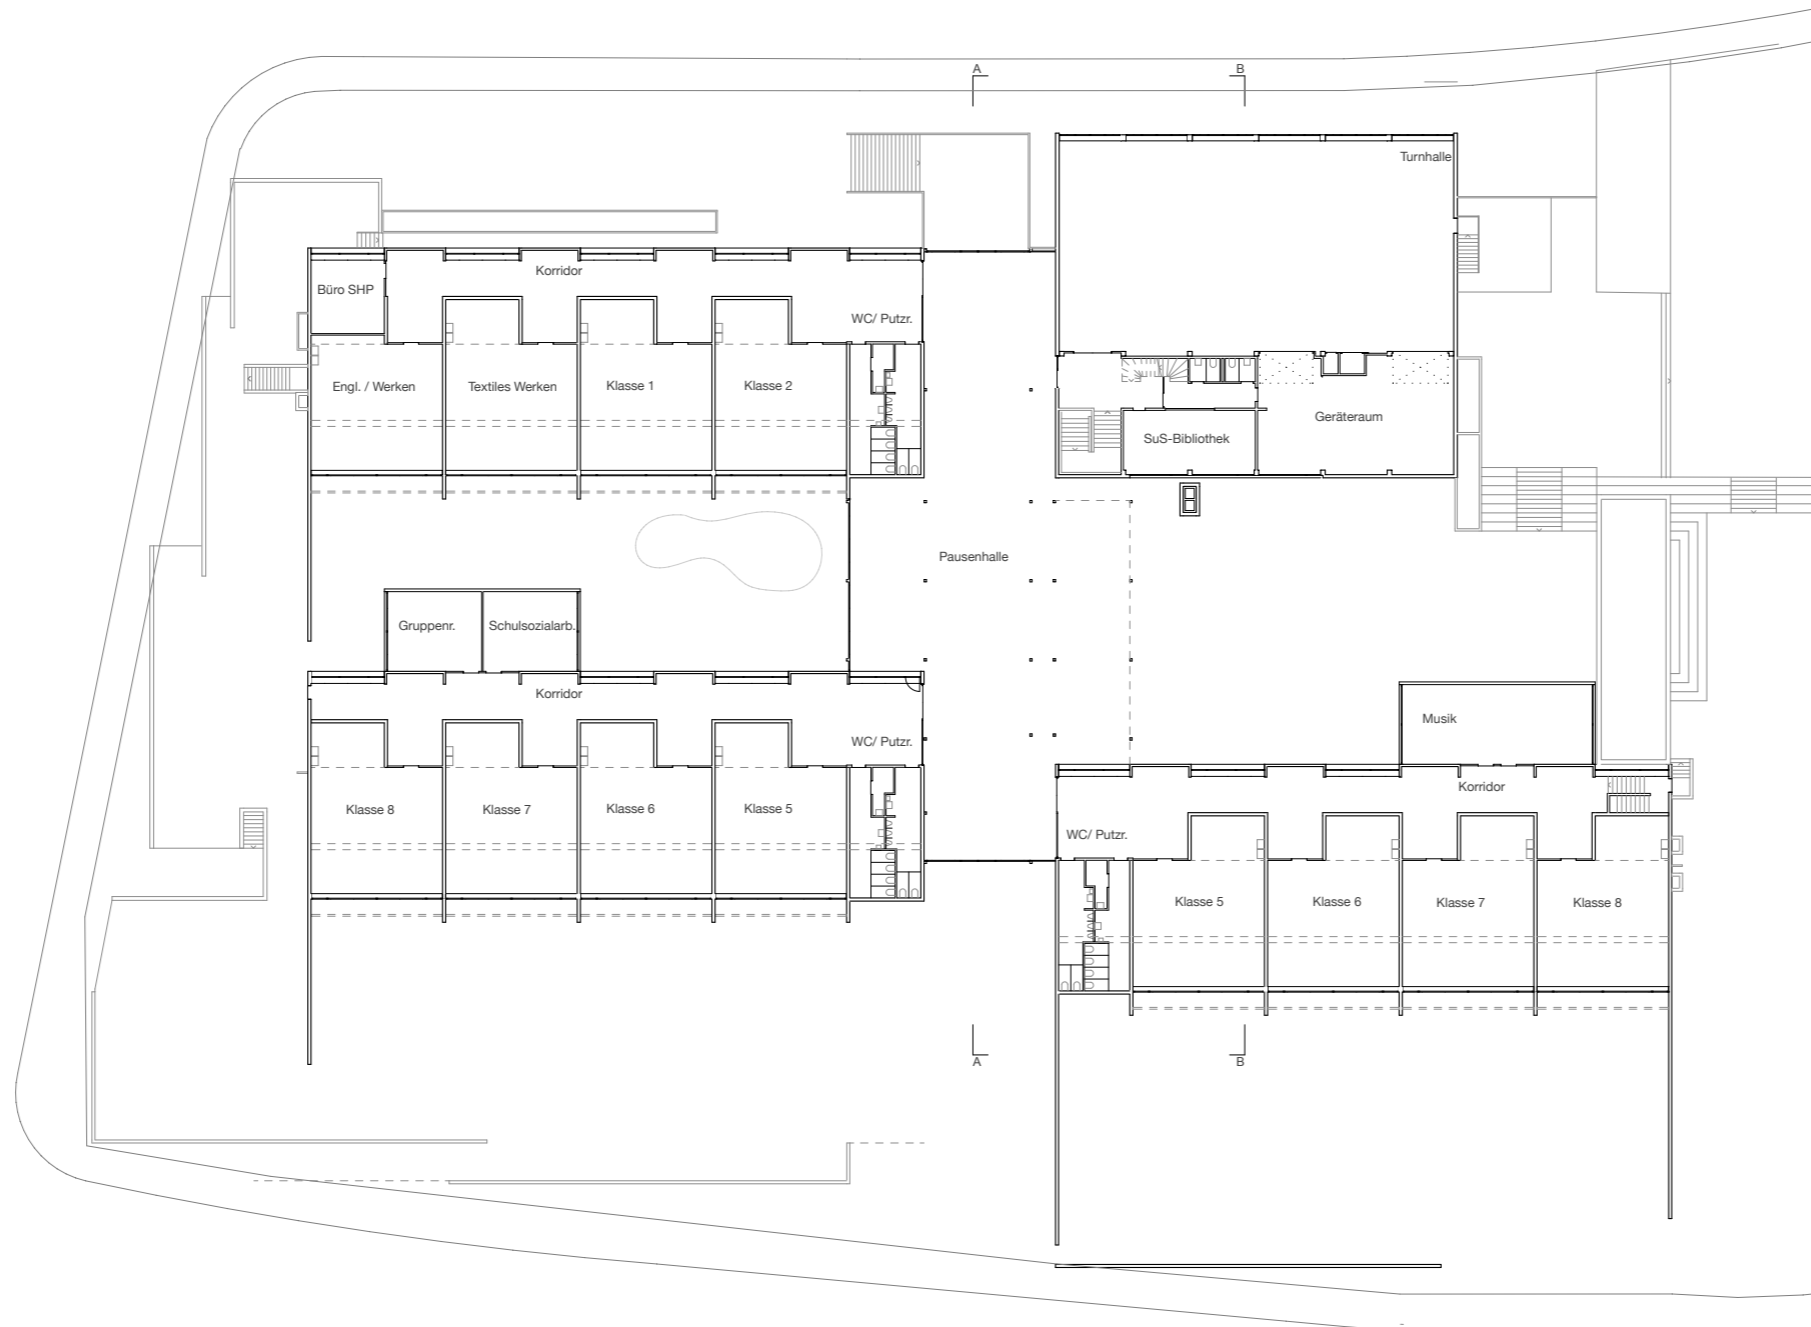 A
B
Turnhalle
Korridor
Büro SHP
WC/ Putzr.
Engl. / Werken
Textiles Werken
Klasse 1
Klasse 2
Geräteraum
SuS-Bibliothek
Pausenhalle
Gruppenr.
Schulsozialarb.
Korridor
Musik
WC/ Putzr.
Korridor
Klasse 8
Klasse 7
Klasse 6
Klasse 5
WC/ Putzr.
Klasse 5
Klasse 6
Klasse 7
Klasse 8
A
B